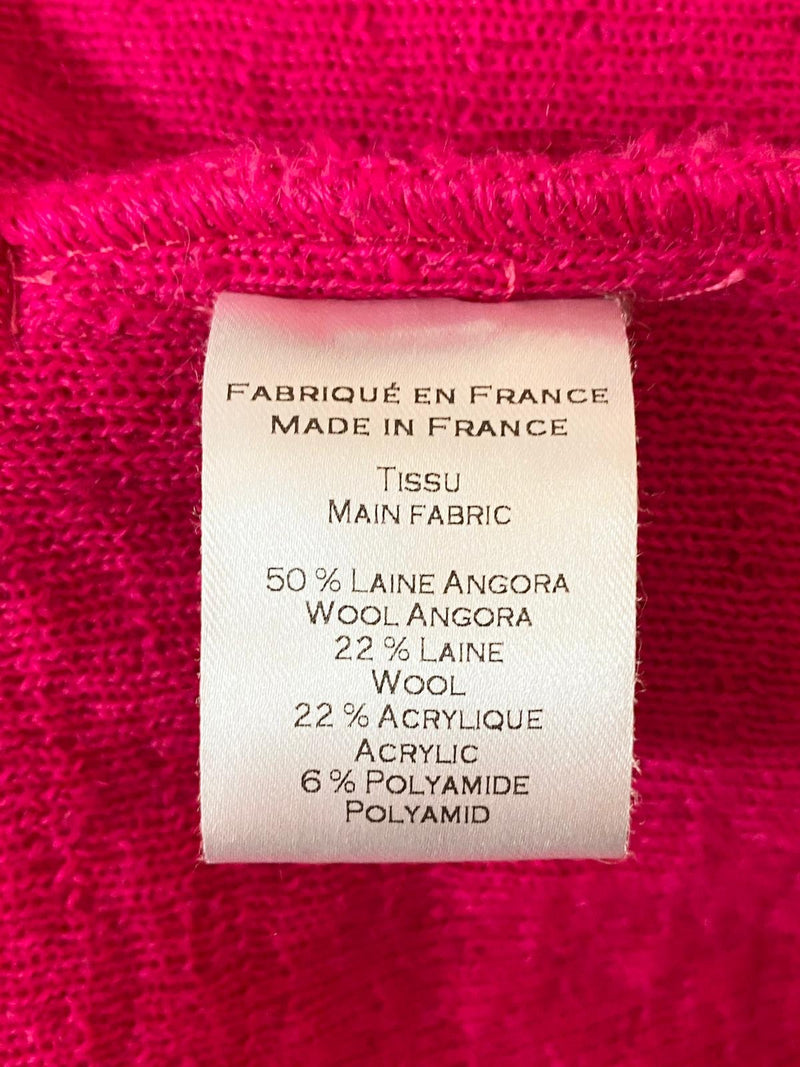 FABRIQUÉ EN FRANCE
MADE IN FRANCE
TISSU
MAIN FABRIC
50 % LAINE ANGORA
WOOL ANGORA
22 % LAINE
WOOL
22 % ACRYLIQUE
ACRYLIC
6 % POLYAMIDE
POLYAMID